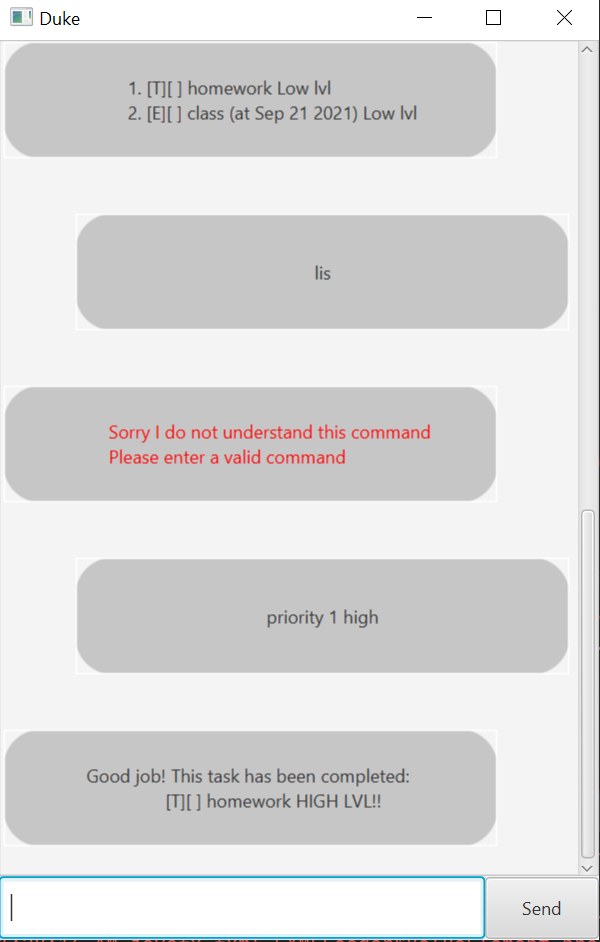 Duke
1. [T][ ] homework Low lvl
2. [E][ ] class (at Sep 21 2021) Low lvl
lis
Sorry I do not understand this command
Please enter a valid command
priority 1 high
Good job! This task has been completed:
[T][ ] homework HIGH LVL!!
Send